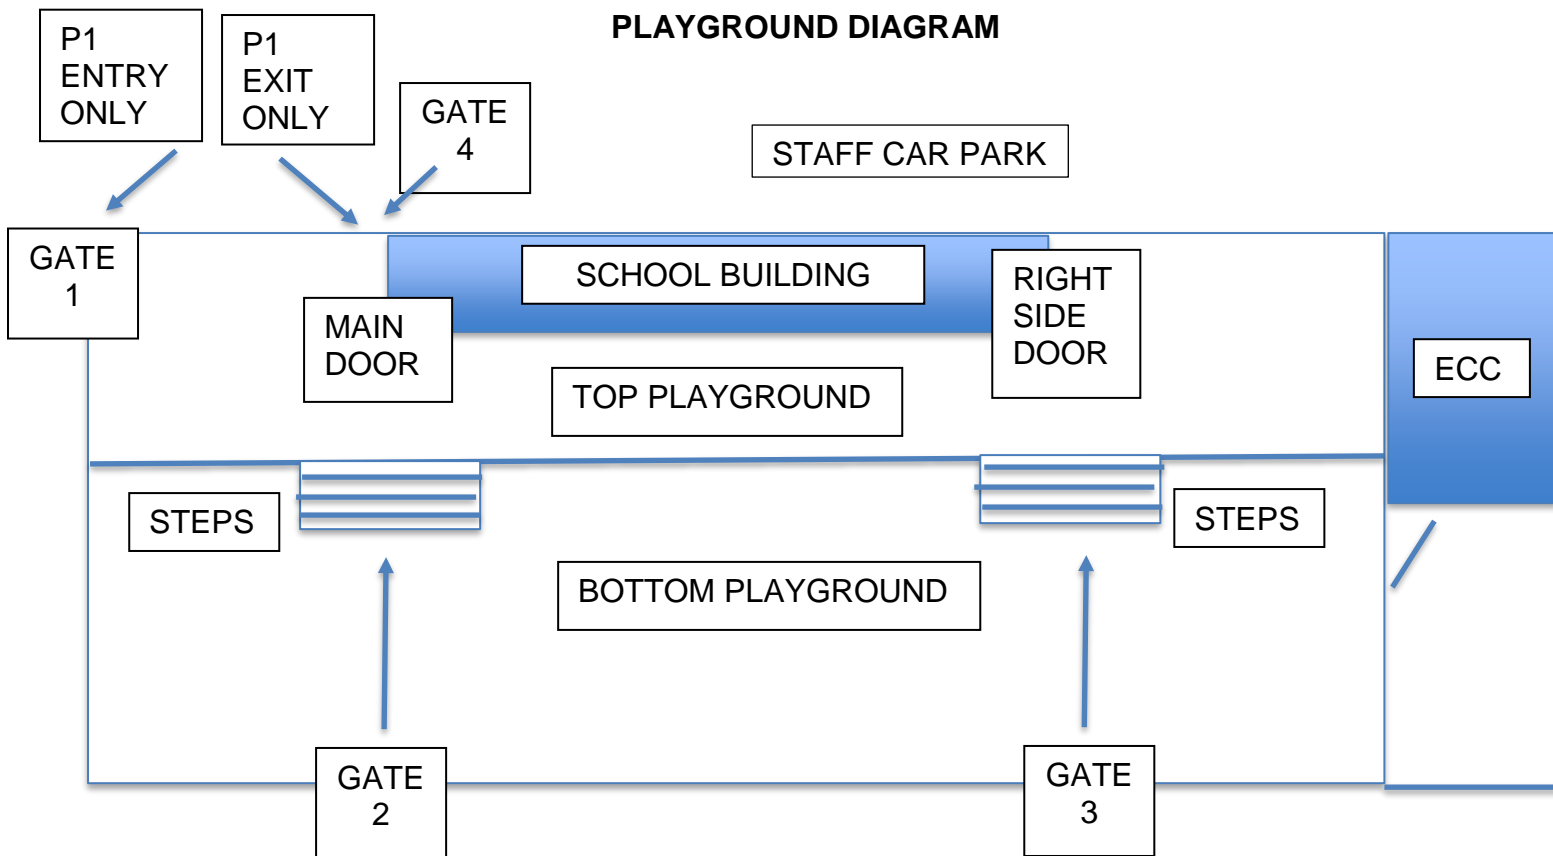 PLAYGROUND DIAGRAM
P1
ENTRY
ONLY
P1
EXIT
ONLY
GATE
4
STAFF CAR PARK
GATE
1
SCHOOL BUILDING
MAIN
DOOR
RIGHT
SIDE
DOOR
TOP PLAYGROUND
ECC
STEPS
STEPS
BOTTOM PLAYGROUND
GATE
2
GATE
3